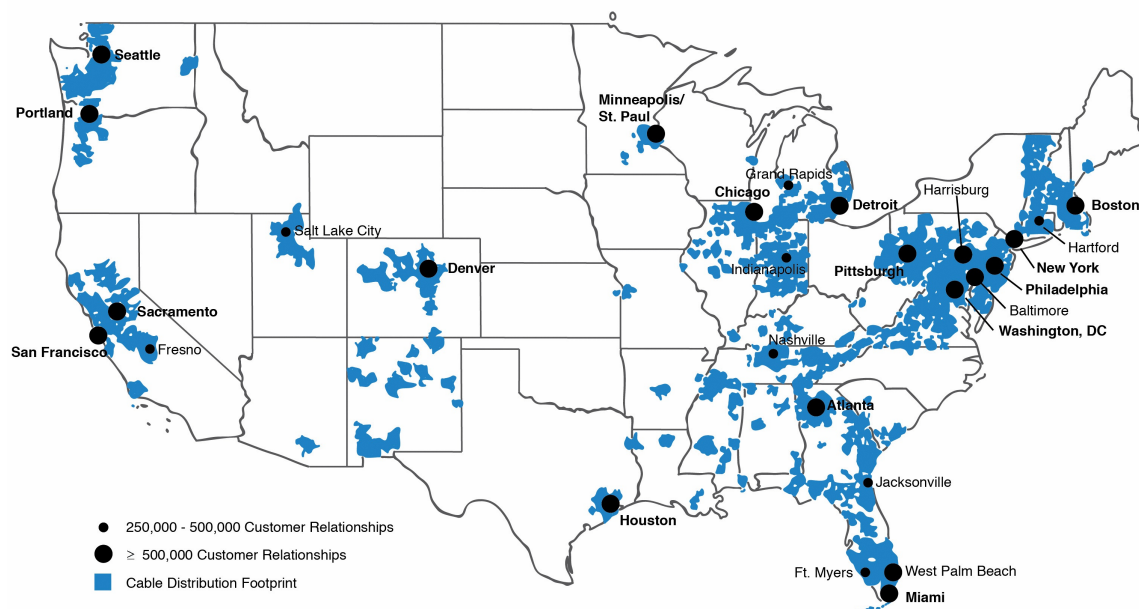 Seattle
Portland
Minneapolis/
St. Paul
Grand Rapids
Chicago
Detroit
Harrisburg
Boston
Hartford
New York
Salt Lake City
Denver
Indianapolis
Pittsburgh
Philadelphia
Baltimore
Washington, DC
Sacramento
San Francisco
Fresno
Nashville
Atlanta
Jacksonville
Houston
Ft. Myers
West Palm Beach
Miami
250,000 - 500,000 Customer Relationships
≥ 500,000 Customer Relationships
Cable Distribution Footprint